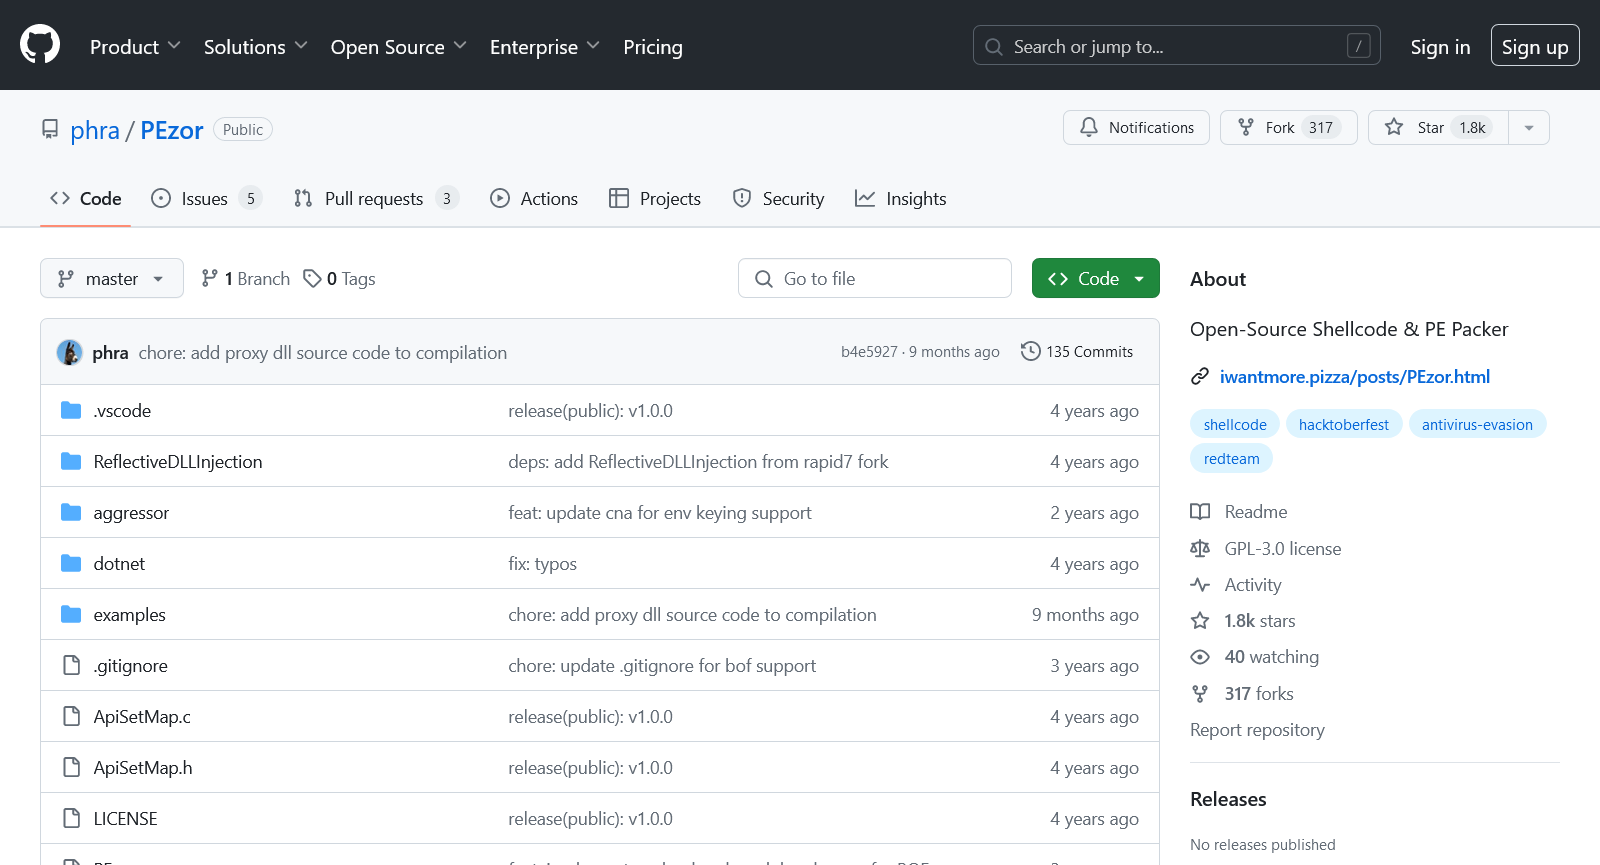 Product Solutions Open Source Enterprise Pricing Search or jump to... / Sign in Sign up
phra / PEzor Public Notifications Fork 317 Star 1.8k
Code Issues 5 Pull requests 3 Actions Projects Security Insights
master 1 Branch 0 Tags Go to file Code
phra chore: add proxy dll source code to compilation b4e5927 · 9 months ago 135 Commits
.vscode release(public): v1.0.0 4 years ago
ReflectiveDLLInjection deps: add ReflectiveDLLInjection from rapid7 fork 4 years ago
aggressor feat: update cna for env keying support 2 years ago
dotnet fix: typos 4 years ago
examples chore: add proxy dll source code to compilation 9 months ago
.gitignore chore: update .gitignore for bof support 3 years ago
ApiSetMap.c release(public): v1.0.0 4 years ago
ApiSetMap.h release(public): v1.0.0 4 years ago
LICENSE release(public): v1.0.0 4 years ago
About
Open-Source Shellcode & PE Packer
iwantmore.pizza/posts/PEzor.html
shellcode hacktoberfest antivirus-evasion
redteam
Readme
GPL-3.0 license
Activity
1.8k stars
40 watching
317 forks
Report repository
Releases
No releases published